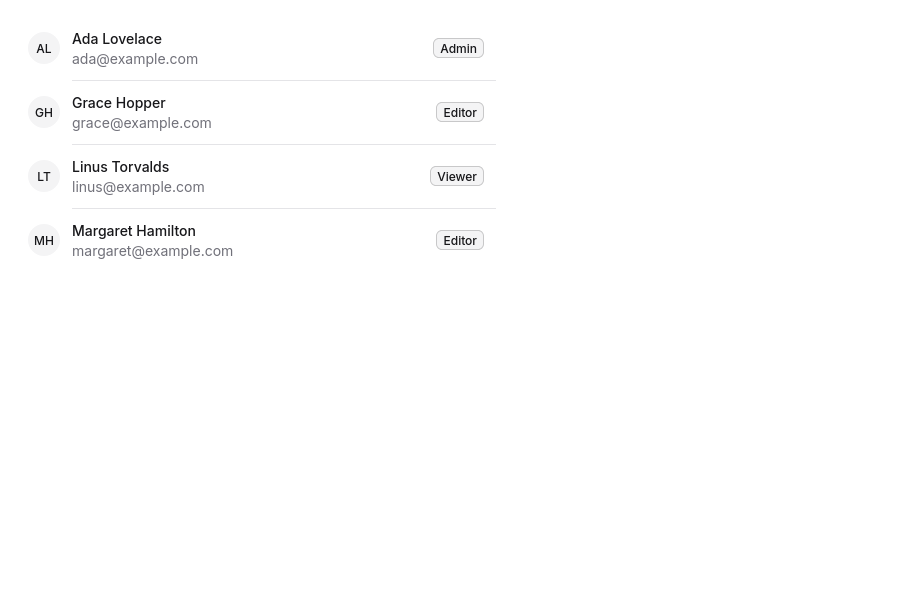 AL
Ada Lovelace
ada@example.com
Admin
GH
Grace Hopper
grace@example.com
Editor
LT
Linus Torvalds
linus@example.com
Viewer
MH
Margaret Hamilton
margaret@example.com
Editor